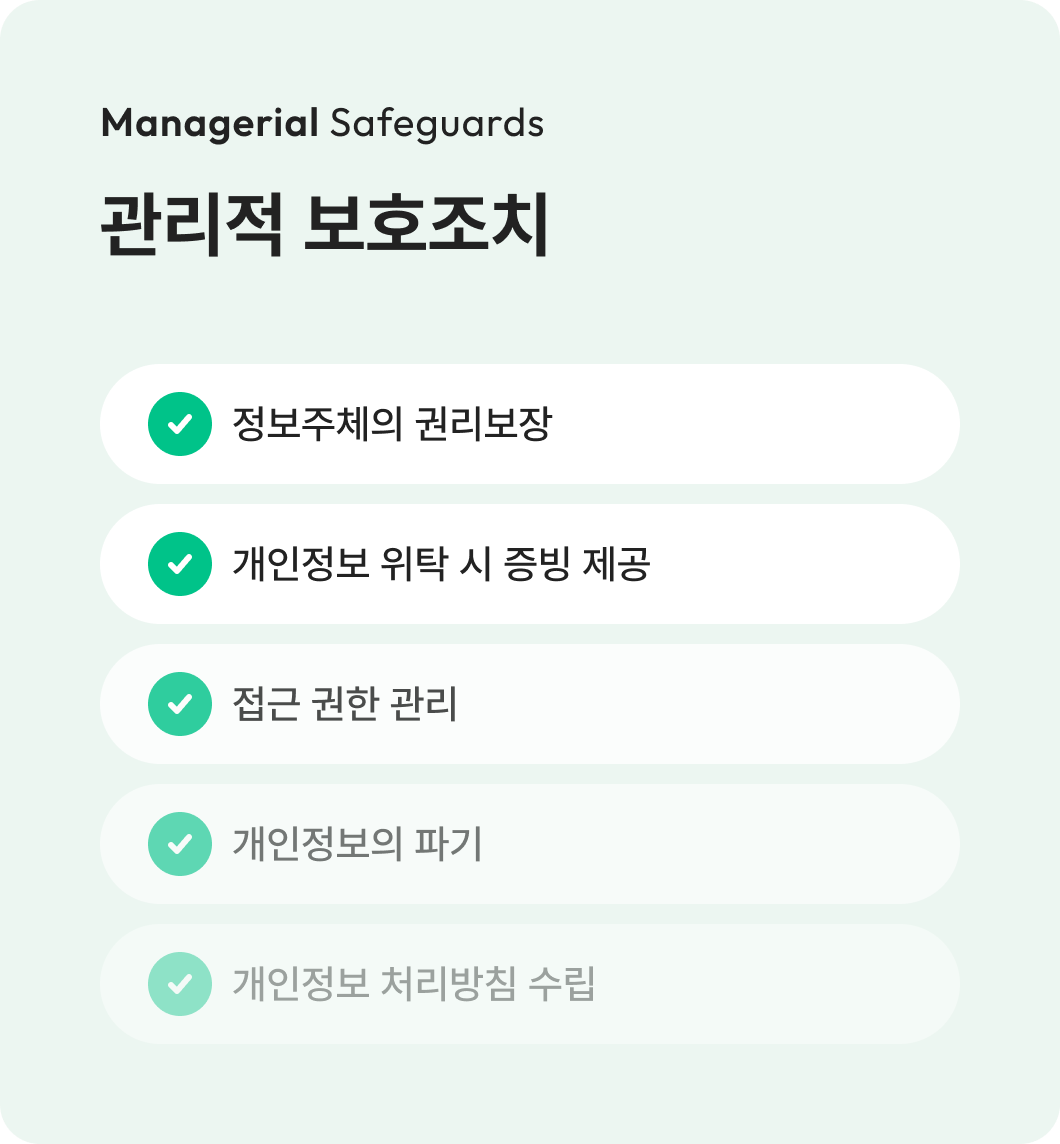 Managerial Safeguards
관리적 보호조치
정보주체의 권리보장
개인정보 위탁 시 증빙 제공
접근 권한 관리
개인정보의 파기
개인정보 처리방침 수립